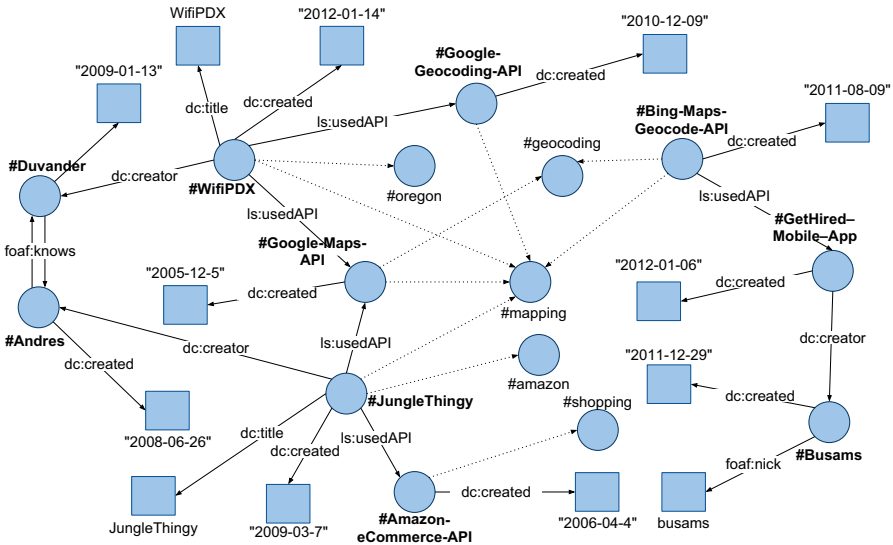 WifiPDX
"2012-01-14"
"2010-12-09"
#Google-
Geocoding-API
"2009-01-13"
dc:created
"2011-08-09"
dc:title
dc:created
ls:usedAPI
#Bing-Maps-
Geocode-API
dc:created
#geocoding
#Duvander
dc:creator
#WifiPDX
#oregon
ls:usedAPI
ls:usedAPI
#GetHired–
Mobile–App
foaf:knows
#Google-Maps-
API
"2005-12-5"
dc:created
"2012-01-06"
dc:created
#mapping
#Andres
dc:creator
ls:usedAPI
dc:creator
dc:created
"2011-12-29"
#amazon
#JungleThingy
#shopping
dc:created
"2008-06-26"
dc:title
ls:usedAPI
dc:created
#Busams
foaf:nick
dc:created
JungleThingy
"2009-03-7"
#Amazon-
eCommerce-API
"2006-04-4"
busams